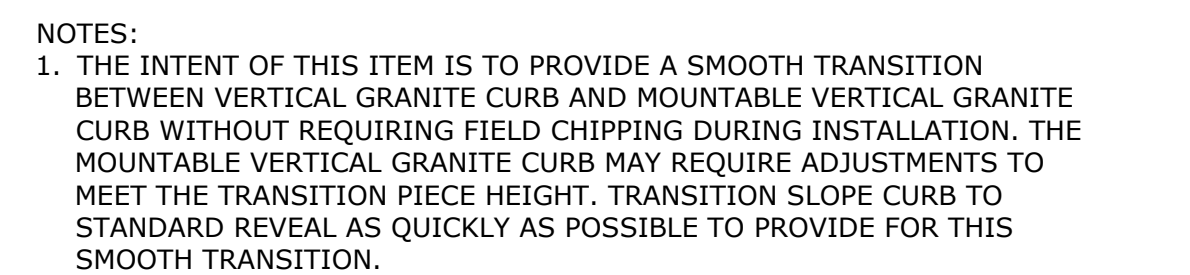 NOTES:
1. THE INTENT OF THIS ITEM IS TO PROVIDE A SMOOTH TRANSITION
BETWEEN VERTICAL GRANITE CURB AND MOUNTABLE VERTICAL GRANITE
CURB WITHOUT REQUIRING FIELD CHIPPING DURING INSTALLATION. THE
MOUNTABLE VERTICAL GRANITE CURB MAY REQUIRE ADJUSTMENTS TO
MEET THE TRANSITION PIECE HEIGHT. TRANSITION SLOPE CURB TO
STANDARD REVEAL AS QUICKLY AS POSSIBLE TO PROVIDE FOR THIS
SMOOTH TRANSITION.